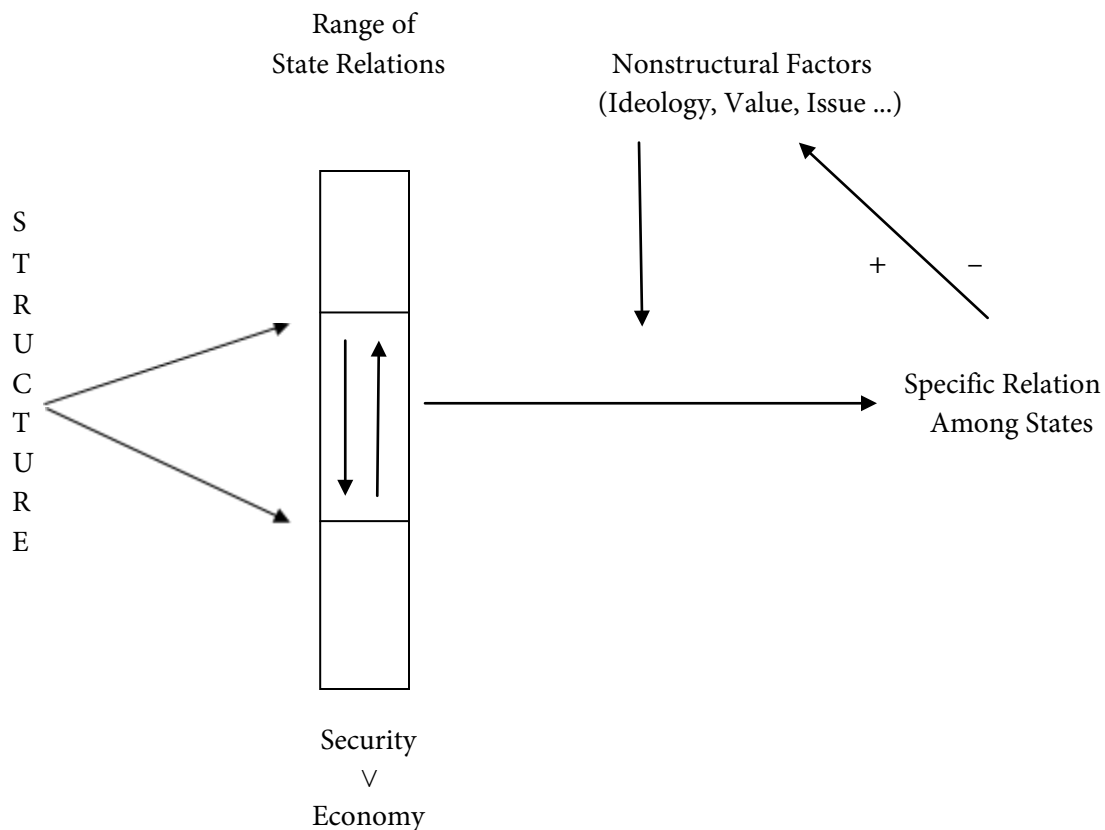 Range of
State Relations
Nonstructural Factors
(Ideology, Value, Issue ...)
S
T
R
U
C
T
U
R
E
+ −
Specific Relation
Among States
Security
∨
Economy